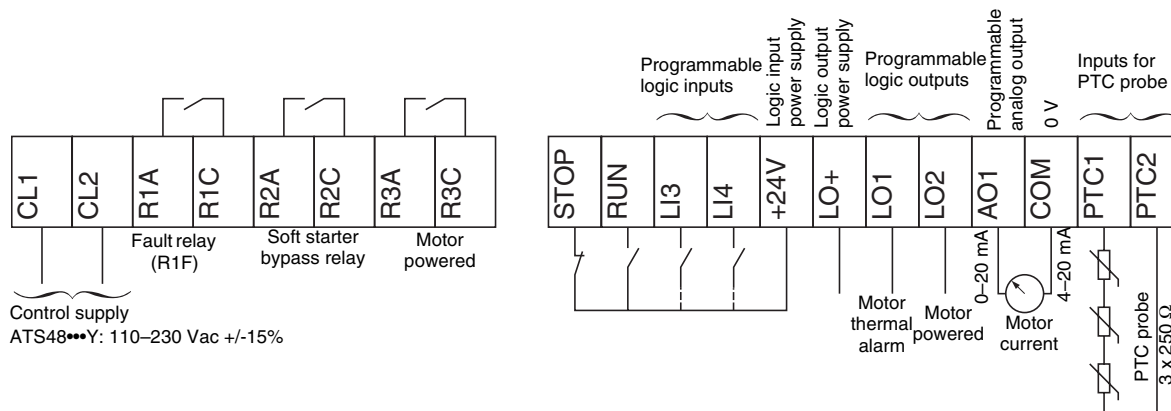 CL1
CL2
R1A
R1C
R2A
R2C
R3A
R3C
Fault relay
(R1F)
Soft starter
bypass relay
Motor
powered
Control supply
ATS48•••Y: 110–230 Vac +/-15%
Programmable
logic inputs
Logic input
power supply
Logic output
power supply
Programmable
logic outputs
Programmable
analog output
0 V
Inputs for
PTC probe
STOP
RUN
LI3
LI4
+24V
LO+
LO1
LO2
AO1
COM
PTC1
PTC2
Motor
thermal
alarm
Motor
powered
0–20 mA
4–20 mA
Motor
current
PTC probe
3 x 250 Ω